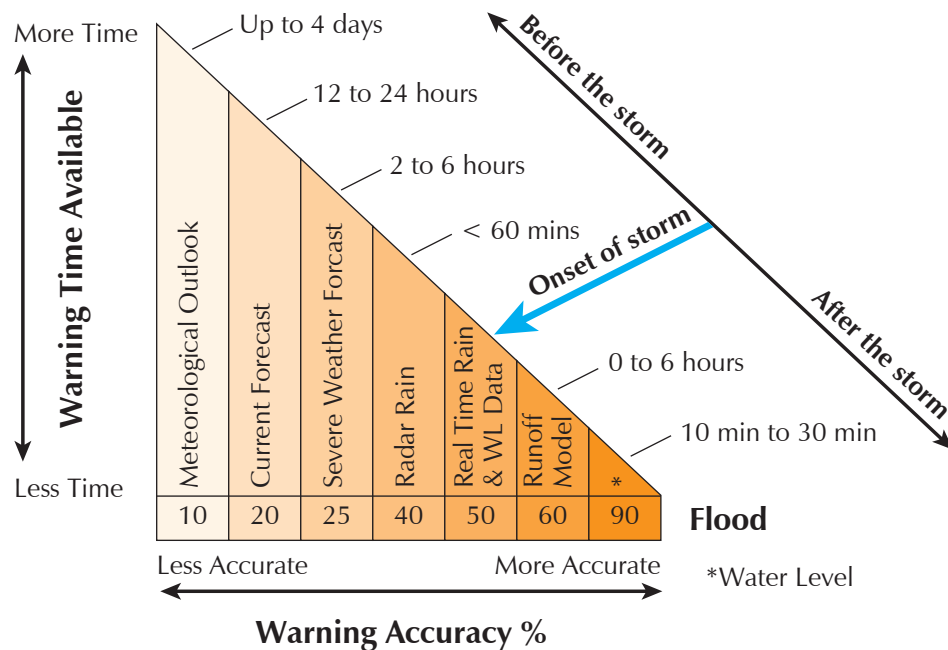 More Time
Up to 4 days
12 to 24 hours
2 to 6 hours
< 60 mins
0 to 6 hours
10 min to 30 min
Before the storm
Onset of storm
After the storm
Warning Time Available
Less Time
Meteorological Outlook
Current Forecast
Severe Weather Forcast
Radar Rain
Real Time Rain
& WL Data
Runoff
Model
*
10 20 25 40 50 60 90
Flood
Less Accurate
More Accurate
*Water Level
Warning Accuracy %